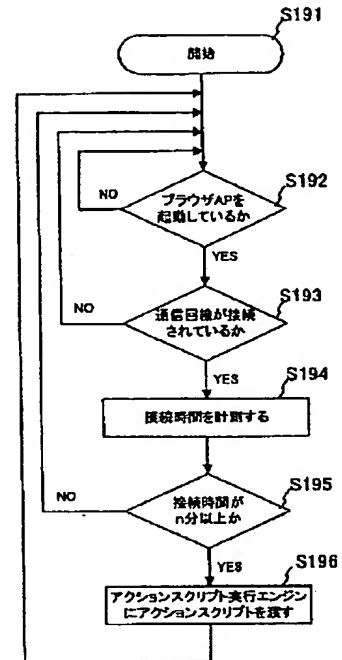 S191
開始
S192
ブラウザAPを
起動しているか
NO
YES
S193
通信回線が接続
されているか
NO
YES
S194
接続時間を計測する
S195
接続時間が
n分以上か
NO
YES
S196
アクションスクリプト実行エンジン
にアクションスクリプトを渡す